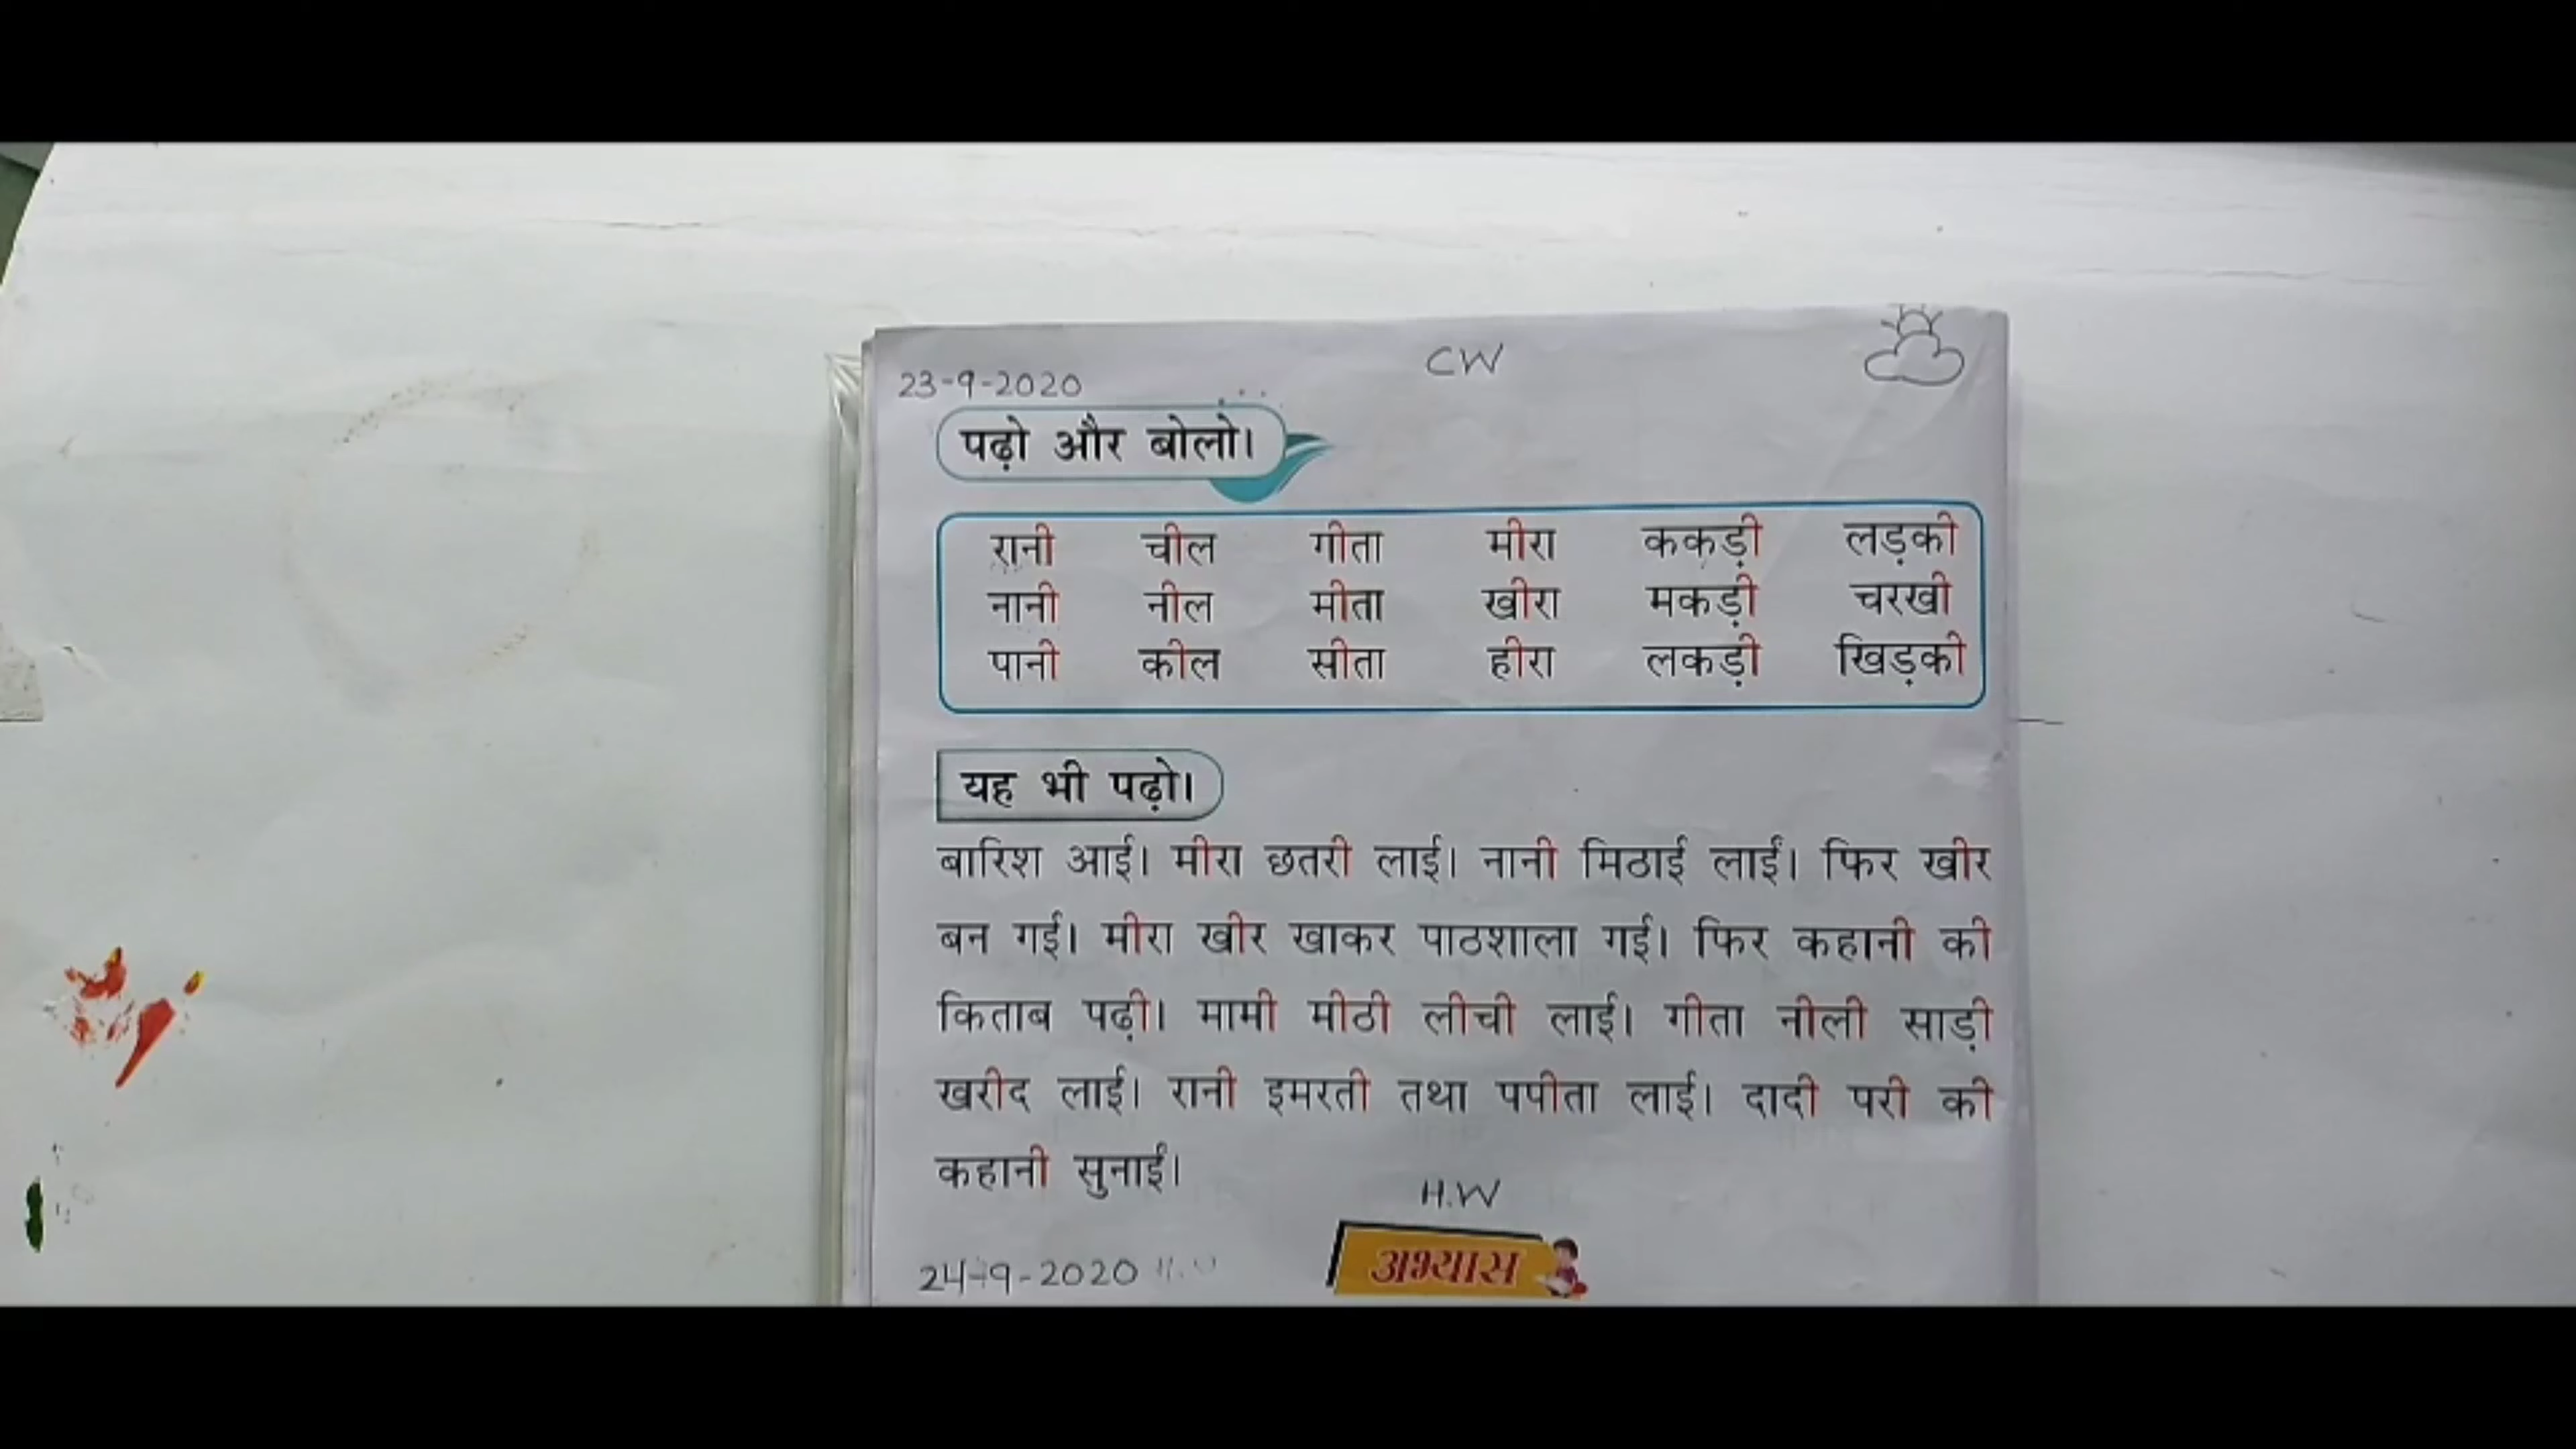 CW
23-9-2020
पढ़ो और बोलो।
रानी चील गीता मीरा ककड़ी लड़की
नानी नील मीता खीरा मकड़ी चरखी
पानी कील सीता हीरा लकड़ी खिड़की
यह भी पढ़ो।
बारिश आई। मीरा छतरी लाई। नानी मिठाई लाईं। फिर खीर
बन गई। मीरा खीर खाकर पाठशाला गई। फिर कहानी की
किताब पढ़ी। मामी मीठी लीची लाईं। गीता नीली साड़ी
खरीद लाई। रानी इमरती तथा पपीता लाई। दादी परी की
कहानी सुनाईं।
H.W
24-9-2020
अभ्यास